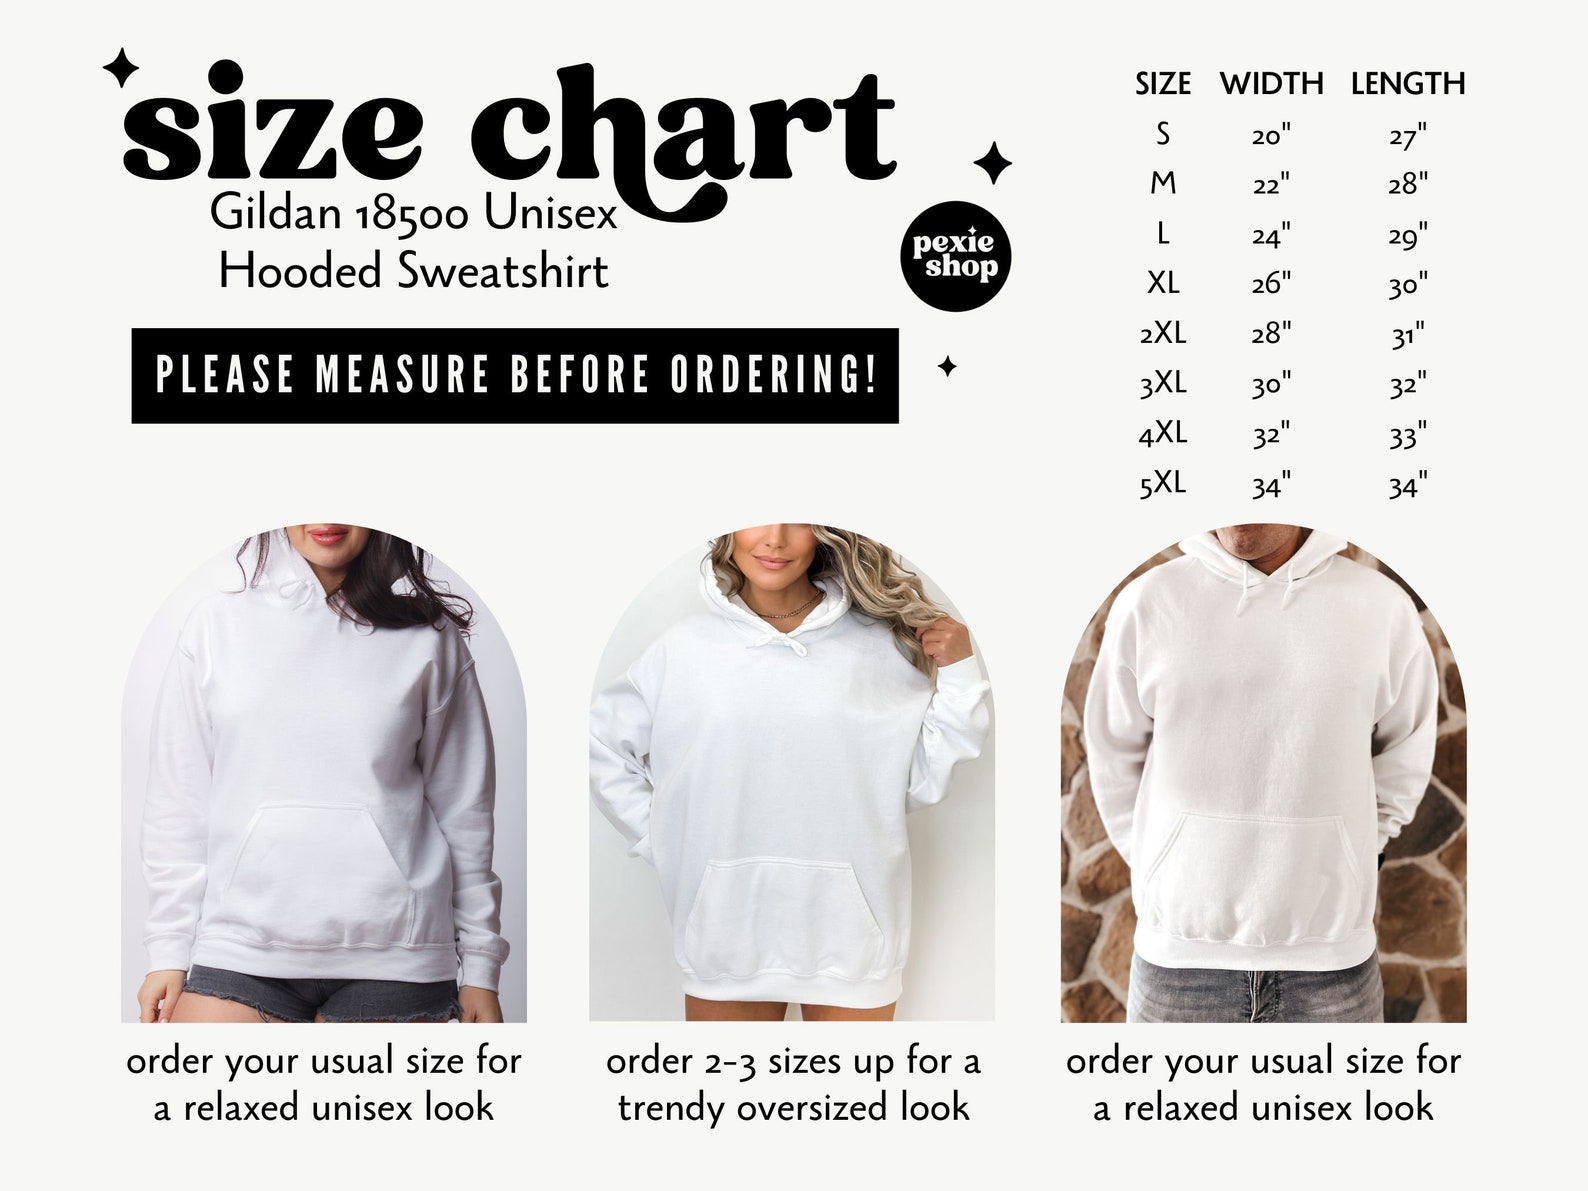 size chart
Gildan 18500 Unisex
Hooded Sweatshirt
PLEASE MEASURE BEFORE ORDERING!
pexie
shop
SIZE WIDTH LENGTH
S 20" 27"
M 22" 28"
L 24" 29"
XL 26" 30"
2XL 28" 31"
3XL 30" 32"
4XL 32" 33"
5XL 34" 34"
order your usual size for
a relaxed unisex look
order 2-3 sizes up for a
trendy oversized look
order your usual size for
a relaxed unisex look